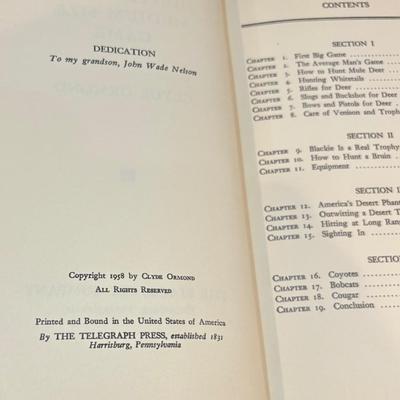 DEDICATION
To my grandson, John Wade Nelson
Copyright 1958 by Clyde Ormond
All Rights Reserved
Printed and Bound in the United States of America
By THE TELEGRAPH PRESS, established 1831
Harrisburg, Pennsylvania
CONTENTS
SECTION I
Chapter 1. First Big Game
Chapter 2. The Average Man's Game
Chapter 3. How to Hunt Mule Deer
Chapter 4. Hunting Whitetails
Chapter 5. Rifles for Deer
Chapter 6. Slugs and Buckshot for Deer
Chapter 7. Bows and Pistols for Deer
Chapter 8. Care of Venison and Troph
SECTION II
Chapter 9. Blackie Is a Real Trophy
Chapter 10. How to Hunt a Bruin
Chapter 11. Equipment
SECTION I
Chapter 12. America's Desert Phant
Chapter 13. Outwitting a Desert T
Chapter 14. Hitting at Long Ran
Chapter 15. Sighting In
SECTION
Chapter 16. Coyotes
Chapter 17. Bobcats
Chapter 18. Cougar
Chapter 19. Conclusion